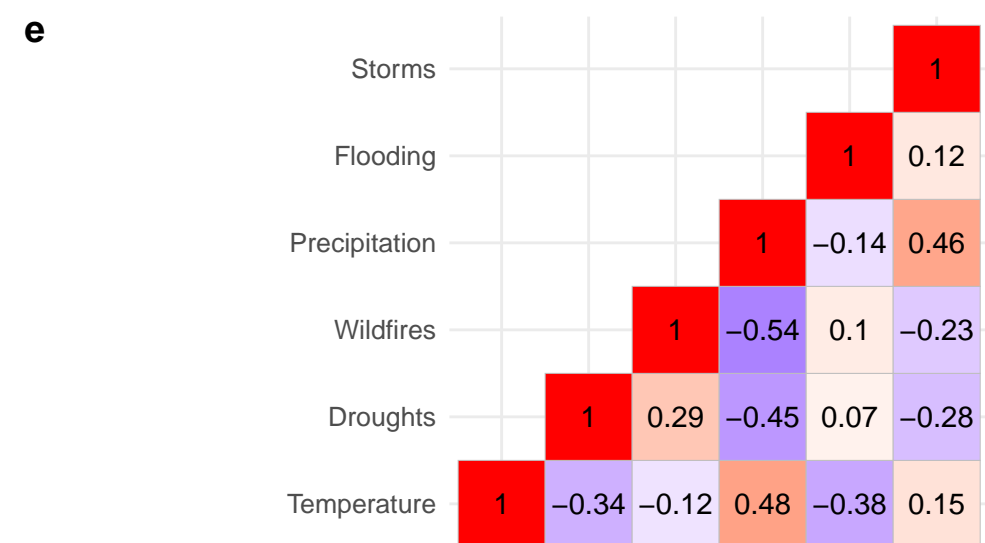 e
Storms 1
Flooding 1 0.12
Precipitation 1 −0.14 0.46
Wildfires 1 −0.54 0.1 −0.23
Droughts 1 0.29 −0.45 0.07 −0.28
Temperature 1 −0.34 −0.12 0.48 −0.38 0.15